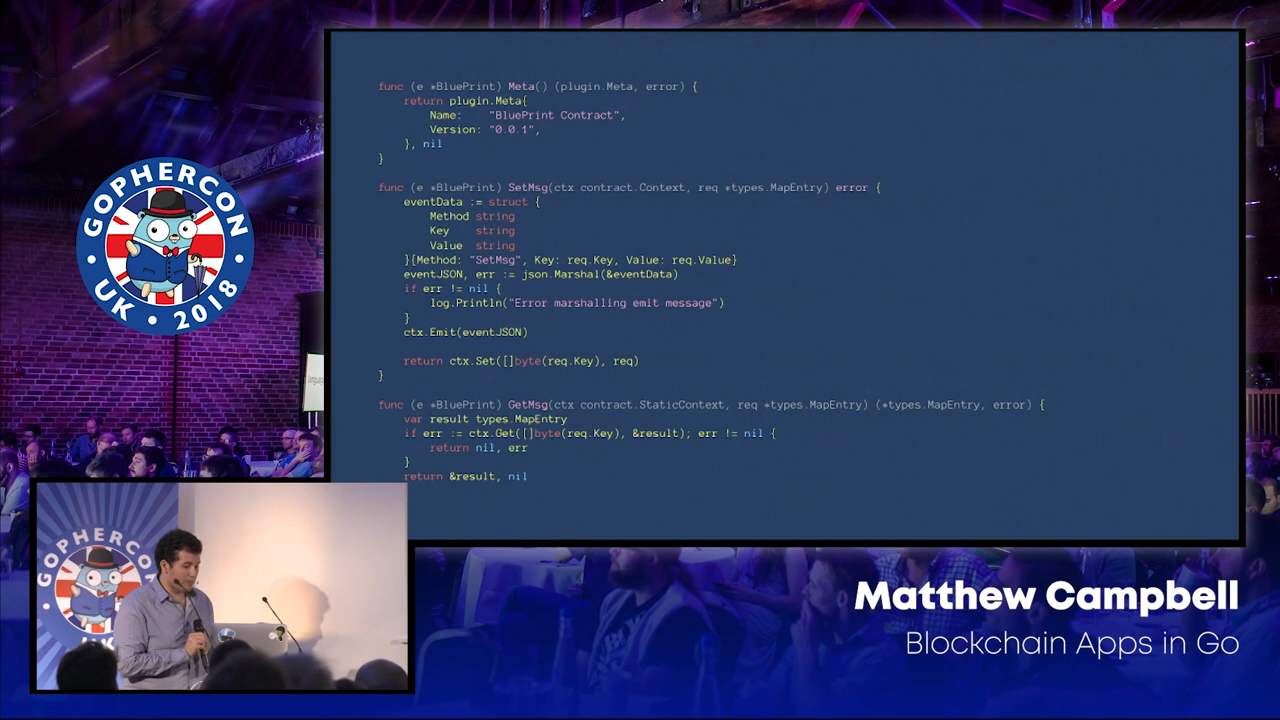 GOPHERCON
UK • 2018
func (e *BluePrint) Meta() (plugin.Meta, error) {
    return plugin.Meta{
        Name:    "BluePrint Contract",
        Version: "0.0.1",
    }, nil
}
func (e *BluePrint) SetMsg(ctx contract.Context, req *types.MapEntry) error {
    eventData := struct {
        Method string
        Key    string
        Value  string
    }{Method: "SetMsg", Key: req.Key, Value: req.Value}
    eventJSON, err := json.Marshal(&eventData)
    if err != nil {
        log.Println("Error marshalling emit message")
    }
    ctx.Emit(eventJSON)
    return ctx.Set([]byte(req.Key), req)
}
func (e *BluePrint) GetMsg(ctx contract.StaticContext, req *types.MapEntry) (*types.MapEntry, error) {
    var result types.MapEntry
    if err := ctx.Get([]byte(req.Key), &result); err != nil {
        return nil, err
    }
    return &result, nil
GOPHERCON
Matthew Campbell
Blockchain Apps in Go